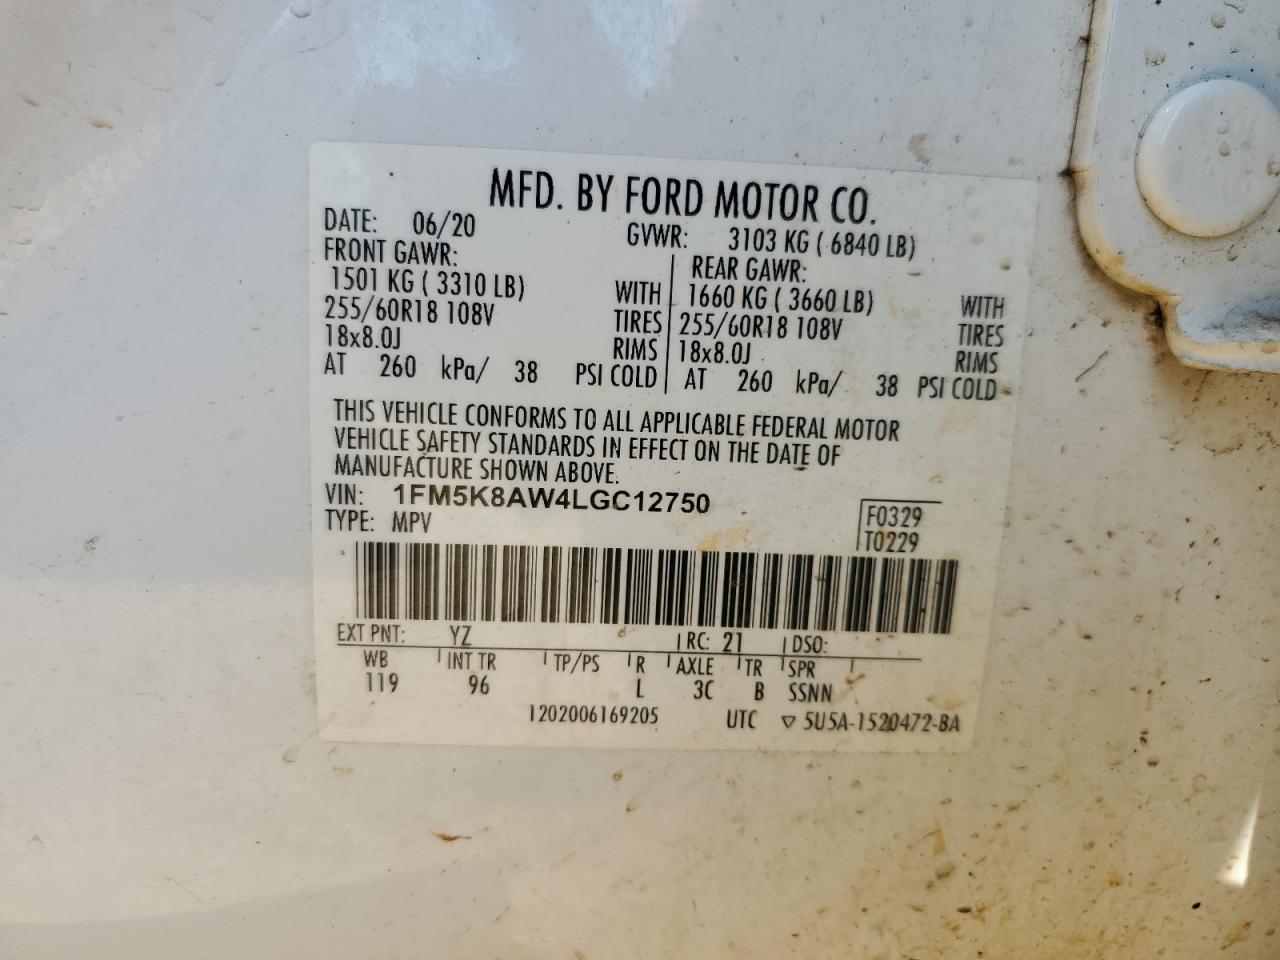 MFD. BY FORD MOTOR CO.
DATE: 06/20 GVWR: 3103 KG ( 6840 LB)
FRONT GAWR: REAR GAWR:
1501 KG ( 3310 LB) WITH 1660 KG ( 3660 LB) WITH
255/60R18 108V TIRES 255/60R18 108V TIRES
18x8.0J RIMS 18x8.0J RIMS
AT 260 kPa/ 38 PSI COLD AT 260 kPa/ 38 PSI COLD
THIS VEHICLE CONFORMS TO ALL APPLICABLE FEDERAL MOTOR
VEHICLE SAFETY STANDARDS IN EFFECT ON THE DATE OF
MANUFACTURE SHOWN ABOVE.
VIN: 1FM5K8AW4LGC12750
TYPE: MPV
F0329
T0229
EXT PNT: YZ RC: 21 DSO:
WB INT TR TP/PS R AXLE TR SPR
119 96 L 3C B SSNN
1202006169205 UTC ▽ 5U5A-1520472-BA